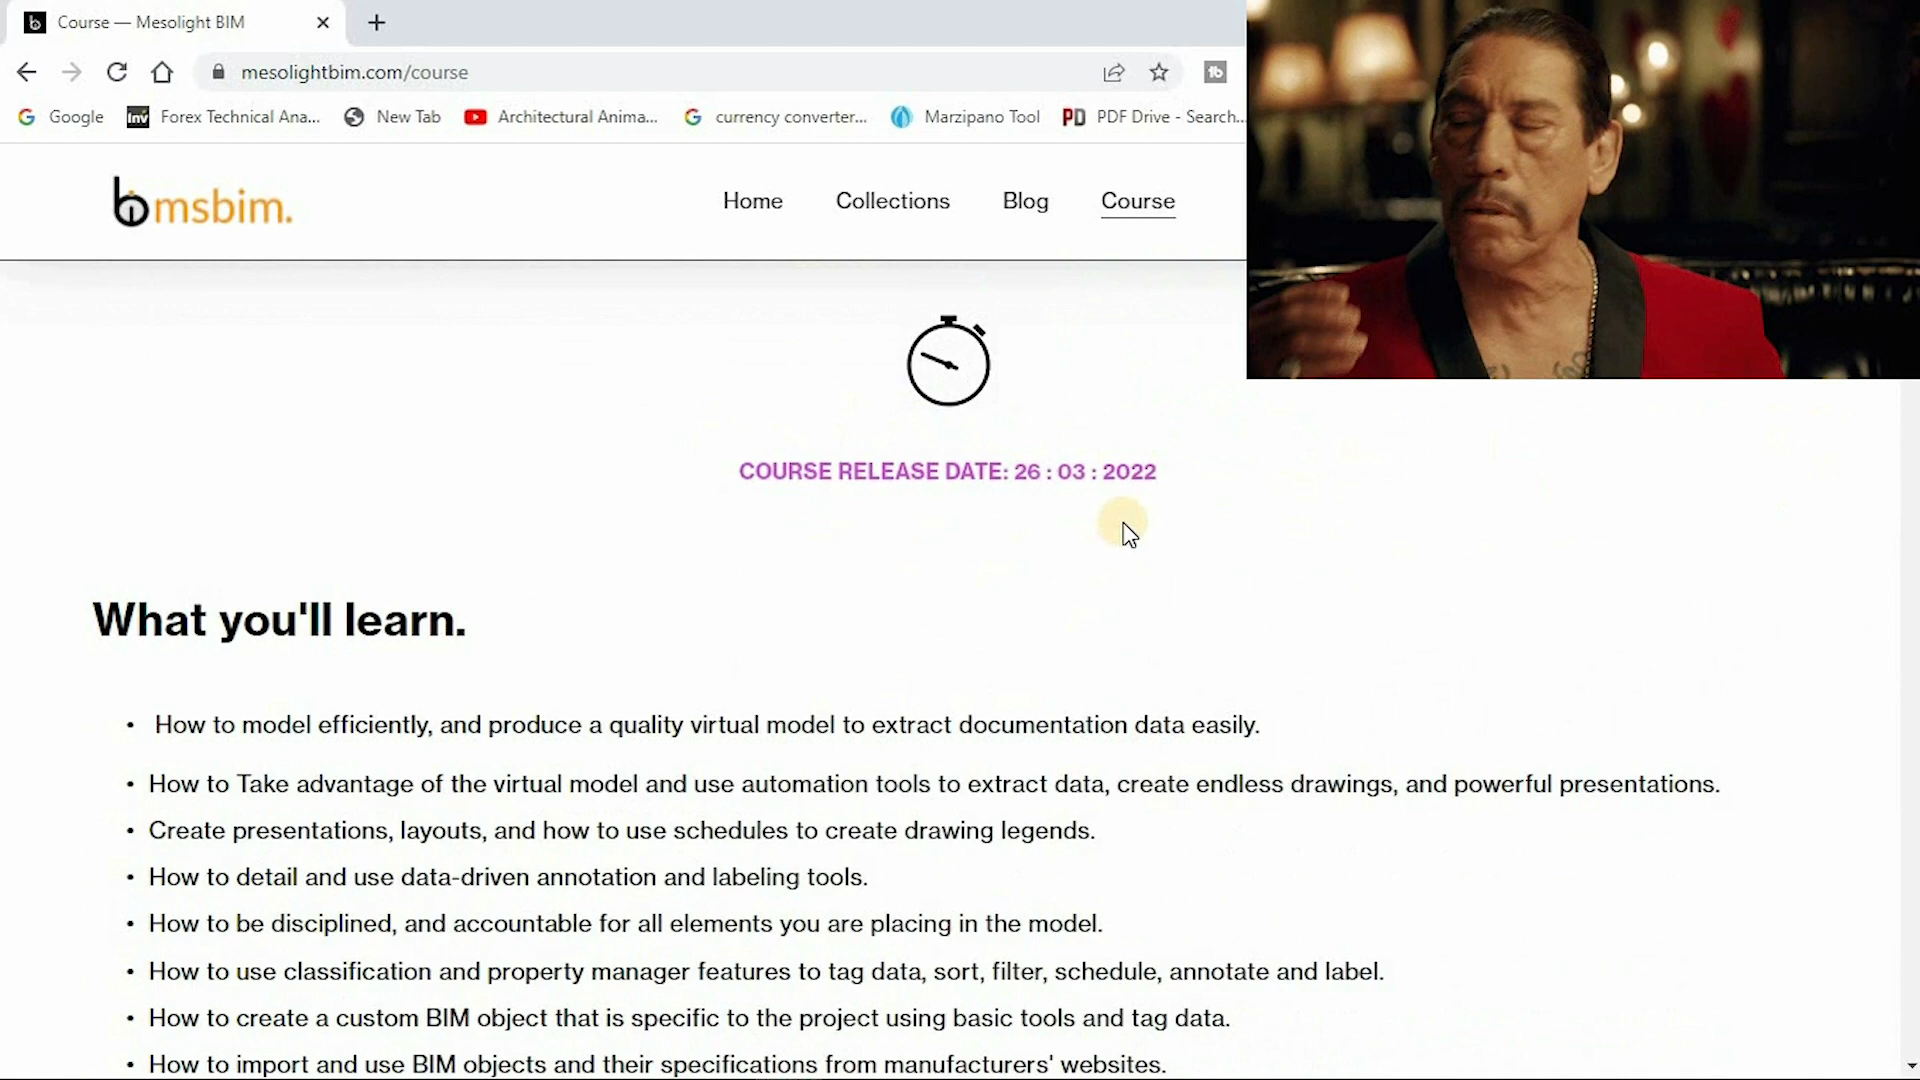 Course — Mesolight BIM
mesolightbim.com/course
Google
Forex Technical Ana...
New Tab
Architectural Anima...
currency converter...
Marzipano Tool
PD PDF Drive - Search...
bmsbim.
Home Collections Blog Course
COURSE RELEASE DATE: 26 : 03 : 2022
What you'll learn.
• How to model efficiently, and produce a quality virtual model to extract documentation data easily.
• How to Take advantage of the virtual model and use automation tools to extract data, create endless drawings, and powerful presentations.
• Create presentations, layouts, and how to use schedules to create drawing legends.
• How to detail and use data-driven annotation and labeling tools.
• How to be disciplined, and accountable for all elements you are placing in the model.
• How to use classification and property manager features to tag data, sort, filter, schedule, annotate and label.
• How to create a custom BIM object that is specific to the project using basic tools and tag data.
• How to import and use BIM objects and their specifications from manufacturers' websites.